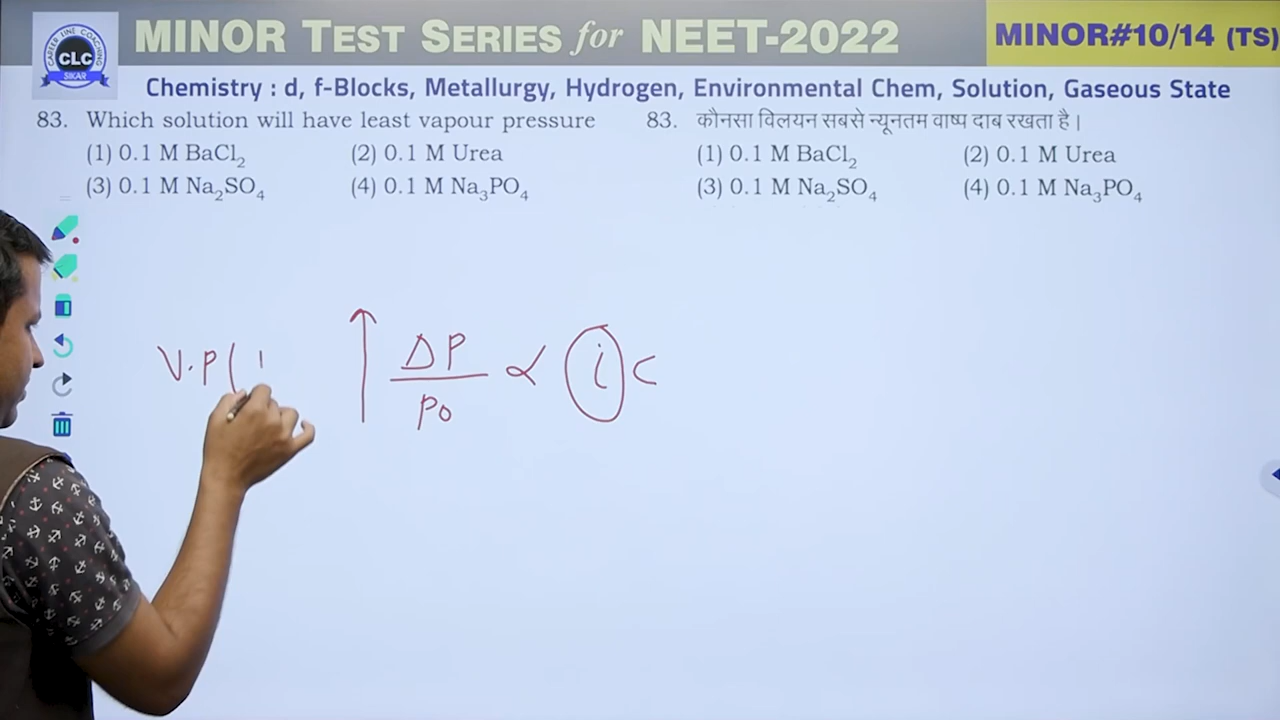 CAREER LINE COACHING
CLC
SIKAR
MINOR TEST SERIES for NEET-2022
MINOR#10/14 (TS)
Chemistry : d, f-Blocks, Metallurgy, Hydrogen, Environmental Chem, Solution, Gaseous State
83. Which solution will have least vapour pressure
(1) 0.1 M BaCl₂ (2) 0.1 M Urea
(3) 0.1 M Na₂SO₄ (4) 0.1 M Na₃PO₄
83. कौनसा विलयन सबसे न्यूनतम वाष्प दाब रखता है।
(1) 0.1 M BaCl₂ (2) 0.1 M Urea
(3) 0.1 M Na₂SO₄ (4) 0.1 M Na₃PO₄
V.P( ↑ ΔP/P₀ ∝ i c